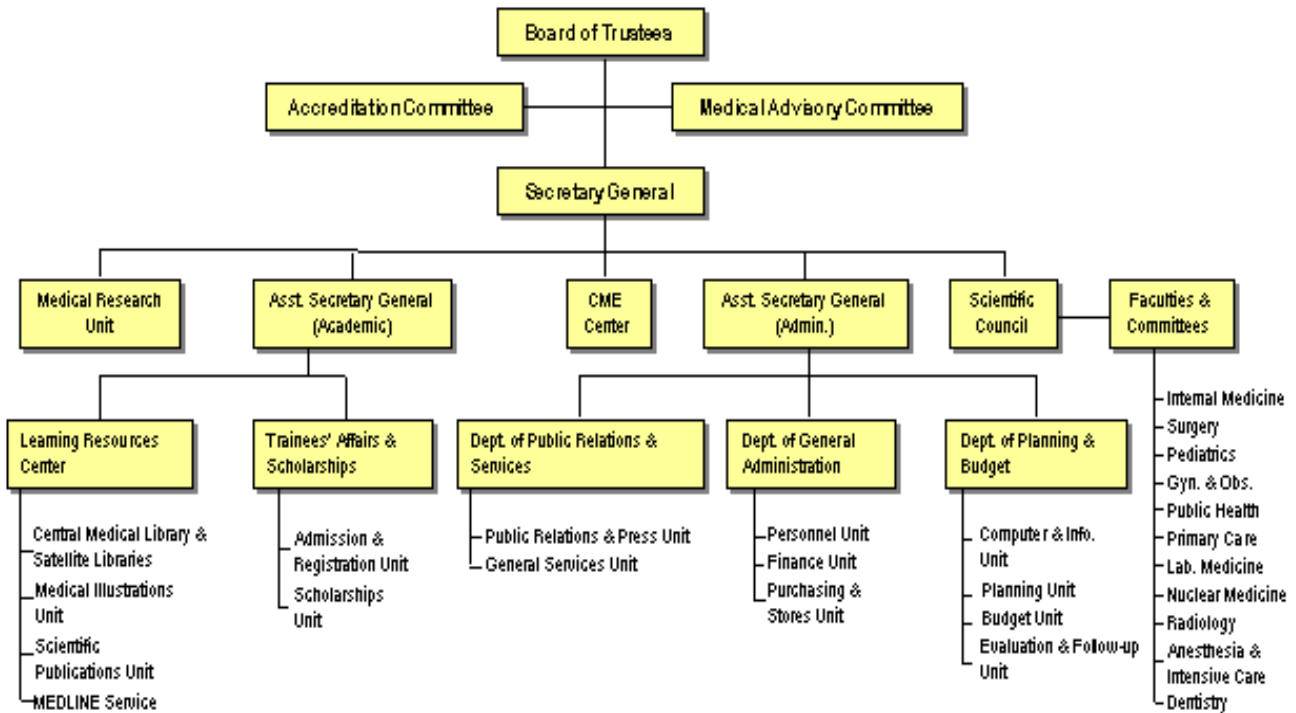 Board of Trustees
Accreditation Committee
Medical Advisory Committee
Secretary General
Medical Research
Unit
Asst. Secretary General
(Academic)
CME
Center
Asst. Secretary General
(Admin.)
Scientific
Council
Faculties &
Committees
Learning Resources
Center
Trainees' Affairs &
Scholarships
Dept. of Public Relations &
Services
Dept. of General
Administration
Dept. of Planning &
Budget
Central Medical Library &
Satellite Libraries
Medical Illustrations
Unit
Scientific
Publications Unit
MEDLINE Service
Admission &
Registration Unit
Scholarships
Unit
Public Relations & Press Unit
General Services Unit
Personnel Unit
Finance Unit
Purchasing &
Stores Unit
Computer & Info.
Unit
Planning Unit
Budget Unit
Evaluation & Follow-up
Unit
Internal Medicine
Surgery
Pediatrics
Gyn. & Obs.
Public Health
Primary Care
Lab. Medicine
Nuclear Medicine
Radiology
Anesthesia &
Intensive Care
Dentistry